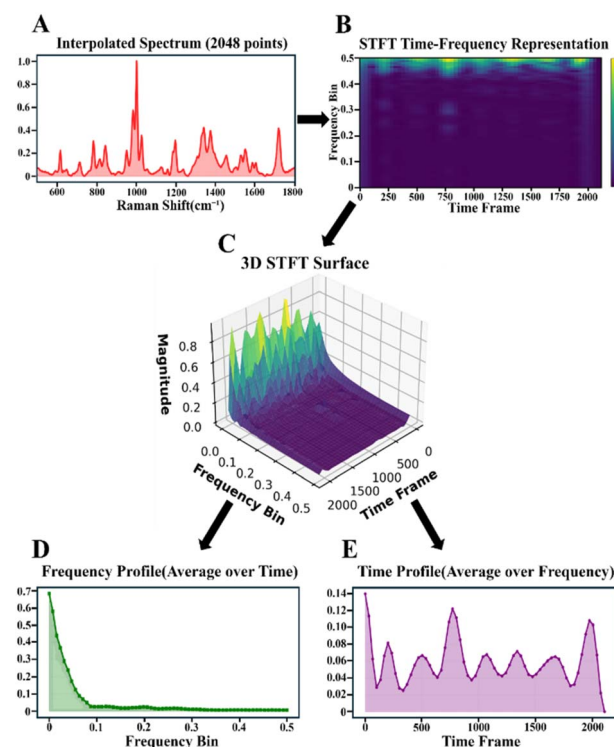 A
Interpolated Spectrum (2048 points)
1.0
0.8
0.6
0.4
0.2
0
600 800 1000 1200 1400 1600 1800
Raman Shift(cm⁻¹)
B
STFT Time-Frequency Representation
Frequency Bin
0.5
0.4
0.3
0.2
0.1
0
0 250 500 750 1000 1250 1500 1750 2000
Time Frame
C
3D STFT Surface
Magnitude
0.8
0.6
0.4
0.2
0.0
0.0 0.1 0.2 0.3 0.4 0.5
Frequency Bin
2000 1500 1000 500 0
Time Frame
D
Frequency Profile(Average over Time)
0.7
0.6
0.5
0.4
0.3
0.2
0.1
0
0 0.1 0.2 0.3 0.4 0.5
Frequency Bin
E
Time Profile(Average over Frequency)
0.14
0.12
0.10
0.08
0.06
0.04
0.02
0.00
0 500 1000 1500 2000
Time Frame